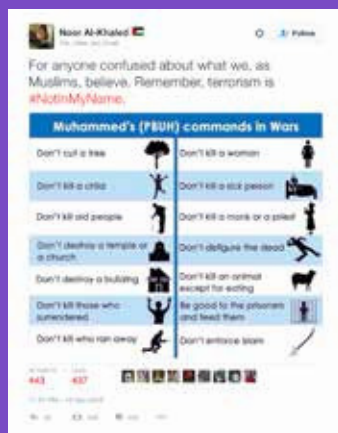 Noor Al-Khaled
Follow
For anyone confused about what we, as
Muslims, believe. Remember, terrorism is
#NotInMyName.
Muhammed's (PBUH) commands in Wars
Don't cut a tree
Don't kill a woman
Don't kill a child
Don't kill a sick person
Don't kill old people
Don't kill a monk or a priest
Don't destroy a temple or
a church
Don't disfigure the dead
Don't destroy a building
Don't kill an animal
except for eating
Don't kill those who
surrendered
Be good to the prisoners
and feed them
Don't kill who ran away
Don't enforce Islam
443
437